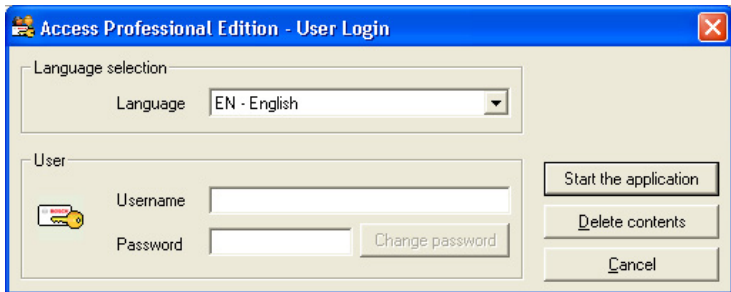 Access Professional Edition - User Login
Language selection
Language EN - English
User
Username
Password Change password
Start the application
Delete contents
Cancel